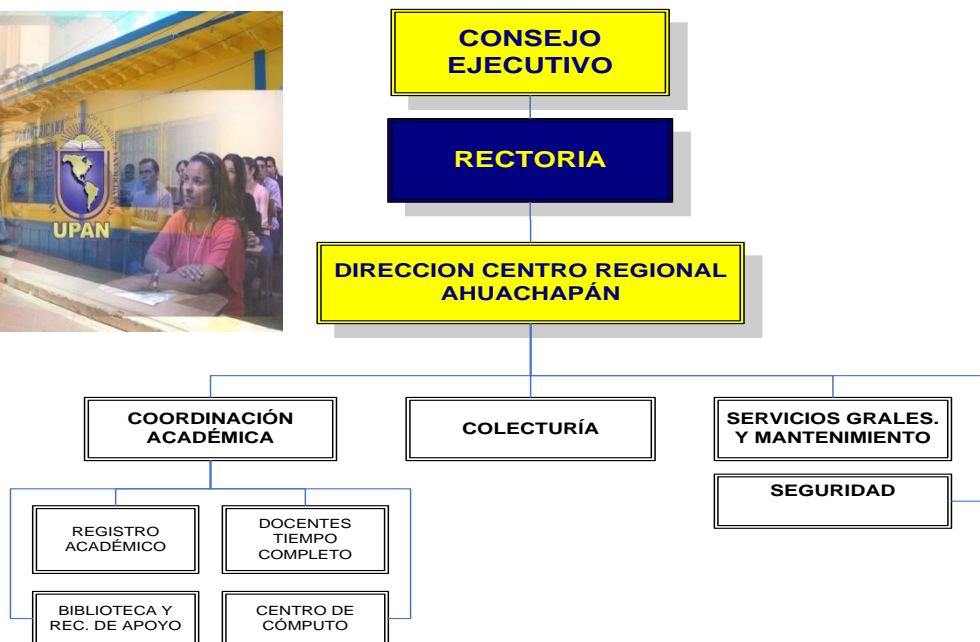 CONSEJO
EJECUTIVO
RECTORIA
UPAN
DIRECCION CENTRO REGIONAL
AHUACHAPÁN
COORDINACIÓN
ACADÉMICA
COLECTURÍA
SERVICIOS GRALES.
Y MANTENIMIENTO
SEGURIDAD
REGISTRO
ACADÉMICO
DOCENTES
TIEMPO
COMPLETO
BIBLIOTECA Y
REC. DE APOYO
CENTRO DE
CÓMPUTO